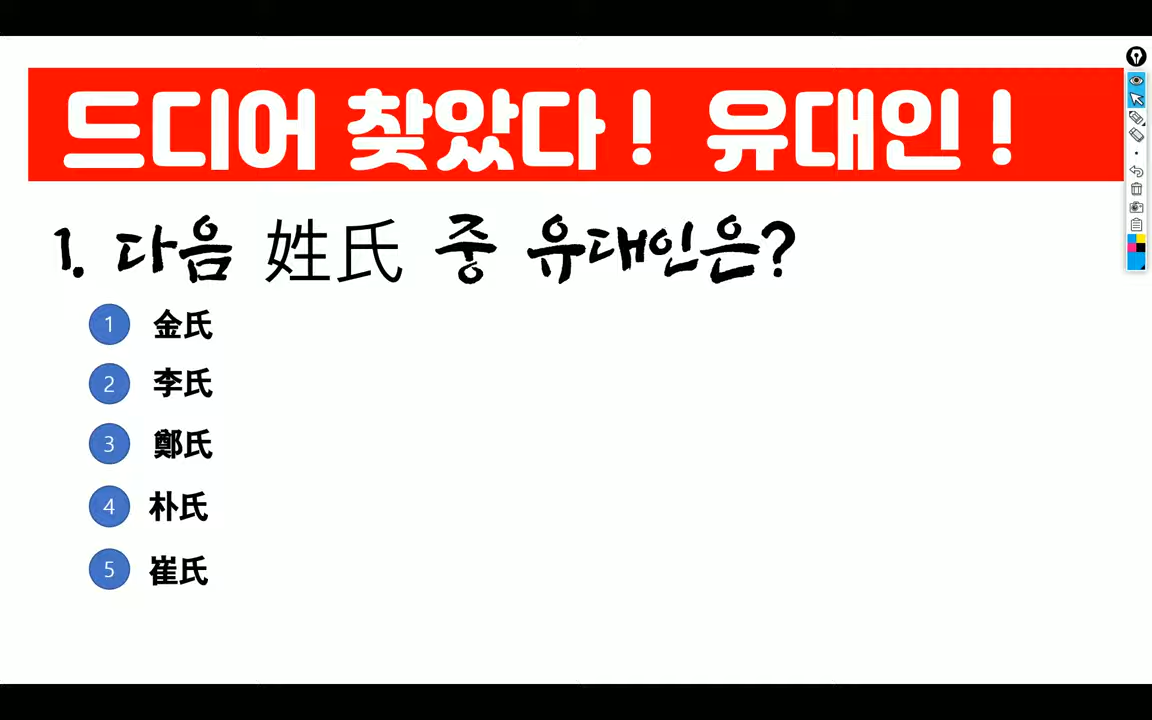 드디어 찾았다! 유대인!
1. 다음 姓氏 중 유대인은?
1 金氏
2 李氏
3 鄭氏
4 朴氏
5 崔氏